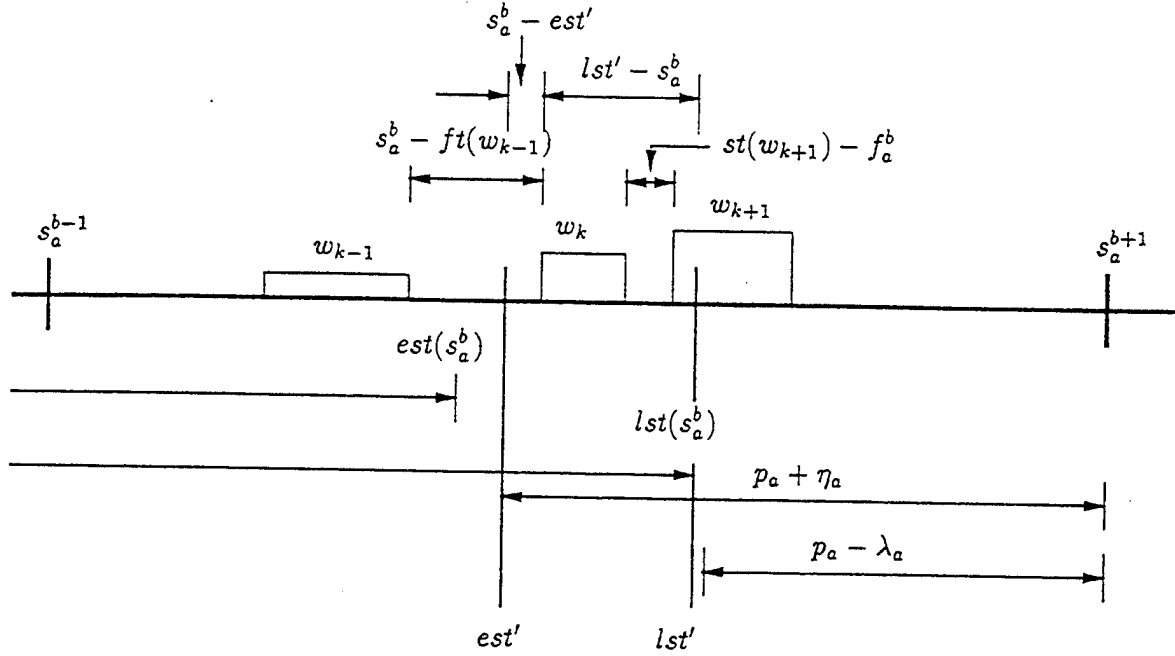 s_a^b − est′
lst′ − s_a^b
s_a^b − ft(w_{k−1})
st(w_{k+1}) − f_a^b
s_a^{b−1}
w_{k−1}
w_k
w_{k+1}
s_a^{b+1}
est(s_a^b)
lst(s_a^b)
p_a + η_a
p_a − λ_a
est′
lst′